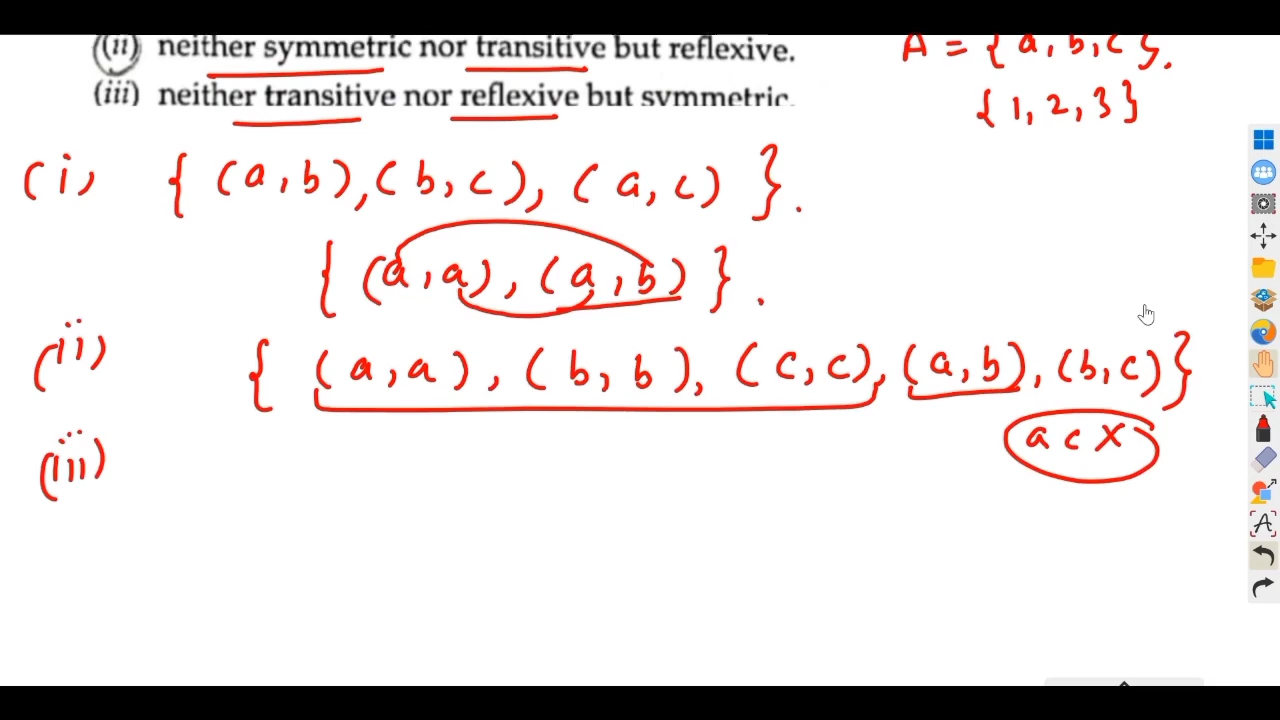 (ii) neither symmetric nor transitive but reflexive.
A = {a, b, c}.
(iii) neither transitive nor reflexive but symmetric.
{1, 2, 3}
(i) {(a, b), (b, c), (a, c)}.
{(a, a), (a, b)}.
(ii) {(a, a), (b, b), (c, c), (a, b), (b, c)}
a c X
(iii)